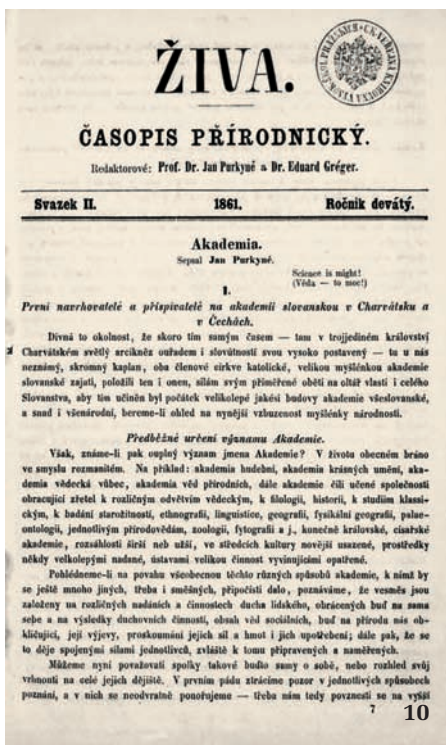 ŽIVA.
ČASOPIS PŘÍRODNICKÝ.
Redaktorové: Prof. Dr. Jan Purkyně a Dr. Eduard Gréger.
Svazek II. 1861. Ročník devátý.
Akademia.
Sepsal Jan Purkyně.
Science is might!
(Věda — to moc!)
I.
První navrhovatelé a přispívatelé na akademii slovanskou v Charvátsku a
v Čechách.
Divná to okolnost, že skoro tím samým časem — tam v trojjediném království
Charvátském světlý arcikněz ouřadem i slovútností svou vysoko postavený — tu u nás
neznámý, skromný kaplan, oba členové církve katolické, velikou myšlénkou akademie
slovanské zajati, položili ten i onen, silám svým přiměřené oběti na oltář vlasti i celého
Slovanstva, aby tím učiněn byl počátek velikolepé jakési budovy akademie všeslovanské,
a snad i všenárodní, bereme-li ohled na nynější vzbuzenost myšlénky národnosti.
Předběžné určení významu Akademie.
Však, známe-li pak ouplný význam jmena Akademie? V životu obecném bráno
ve smyslu rozmanitém. Na příklad: akademia hudební, akademia krásných umění, aka-
demia vědecká vůbec, akademia věd přírodních, dále akademie čili učené společnosti
obracující zřetel k rozličným odvětvím vědeckým, k filologii, historii, k studiím klassi-
ckým, k badání starožitností, ethnografii, linguistice, geografii, fysikální geografii, palae-
ontologii, jednotlivým přírodovědám, zoologii, fytografii a j., konečně královské, císařské
akademie, rozsáhlosti širší neb užší, ve středcích kultury novější usazené, prostředky
někdy velkolepými nadané, ústavami velikou činnost vyvinujícími opatřené.
Pohlédneme-li na povahu všeobecnou těchto různých spůsobů akademie, k nimž by
se ještě mnoho jiných, třeba i směšných, připočísti dalo, poznáváme, že vesměs jsou
založeny na rozličných nadáních a činnostech ducha lidského, obrácených buď na sama
sebe a na výsledky duchovních činností, obsah věd sociálních, buď na přírodu nás ob-
kličující, její výjevy, proskoumání jejich sil a hmot i jich upotřebení; dále pak, že se
to děje spojenými silami jednotlivců, zvláště k tomu připravených a naměřených.
Můžeme nyní považovati spolky takové buďto samy o sobě, nebo rozhled svůj
vrhnouti na celé jejich dějiště. V prvním pádu ztrácíme pozor v jednotlivých spůsobech
poznání, a v nich se neodvratně ponořujeme — třeba nám tedy povznesti se na vyšší
7
10